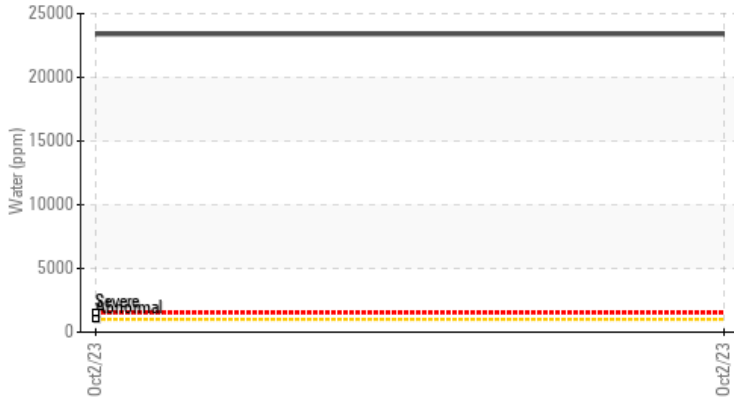 25000
20000
15000
10000
5000
0
Water (ppm)
Severe
Abnormal
Oct2/23
Oct2/23